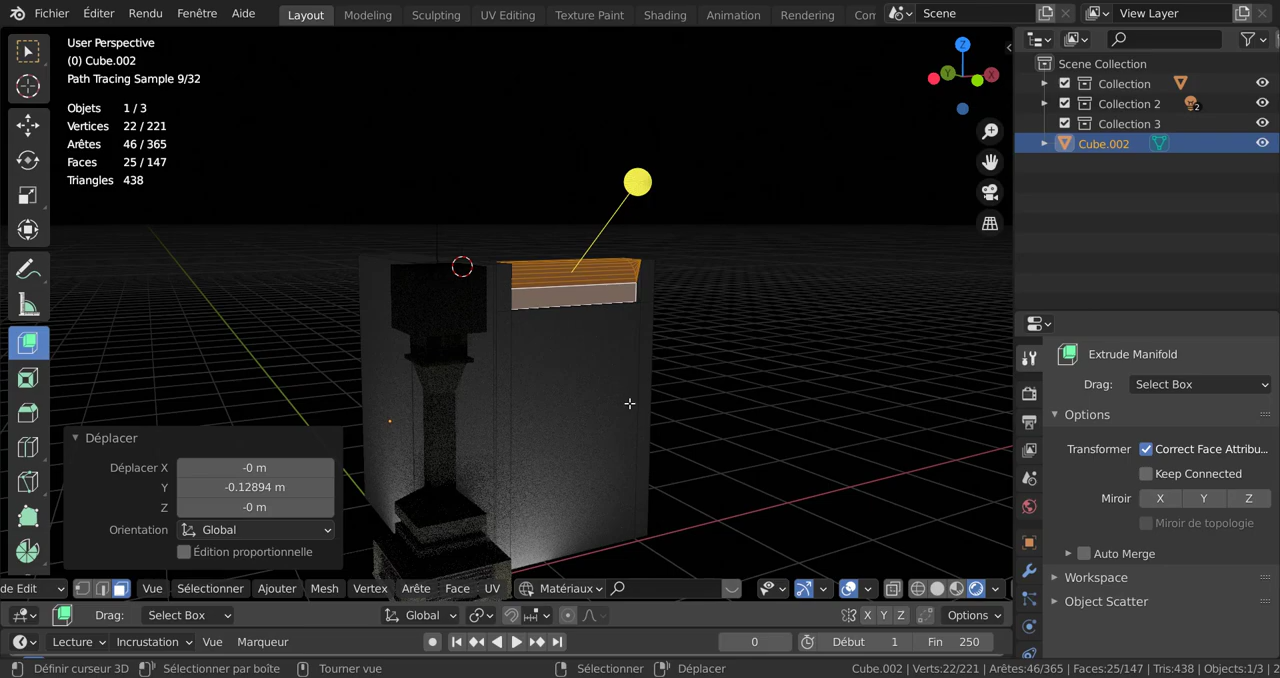 Fichier Éditer Rendu Fenêtre Aide Layout Modeling Sculpting UV Editing Texture Paint Shading Animation Rendering Con Scene View Layer
User Perspective
(0) Cube.002
Path Tracing Sample 9/32
Objets 1 / 3
Vertices 22 / 221
Arêtes 46 / 365
Faces 25 / 147
Triangles 438
Z
Y
X
Scene Collection
Collection
Collection 2 2
Collection 3
Cube.002
Extrude Manifold
Drag: Select Box
Options
Transformer Correct Face Attribu...
Keep Connected
Miroir X Y Z
Miroir de topologie
Auto Merge
Workspace
Object Scatter
Déplacer
Déplacer X -0 m
Y -0.12894 m
Z -0 m
Orientation Global
Édition proportionnelle
de Edit Vue Sélectionner Ajouter Mesh Vertex Arête Face UV Matériaux
Drag: Select Box Global X Y Z Options
Lecture Incrustation Vue Marqueur 0 Début 1 Fin 250
Définir curseur 3D Sélectionner par boîte Tourner vue Sélectionner Déplacer Cube.002 | Verts:22/221 | Arêtes:46/365 | Faces:25/147 | Tris:438 | Objects:1/3 | 2